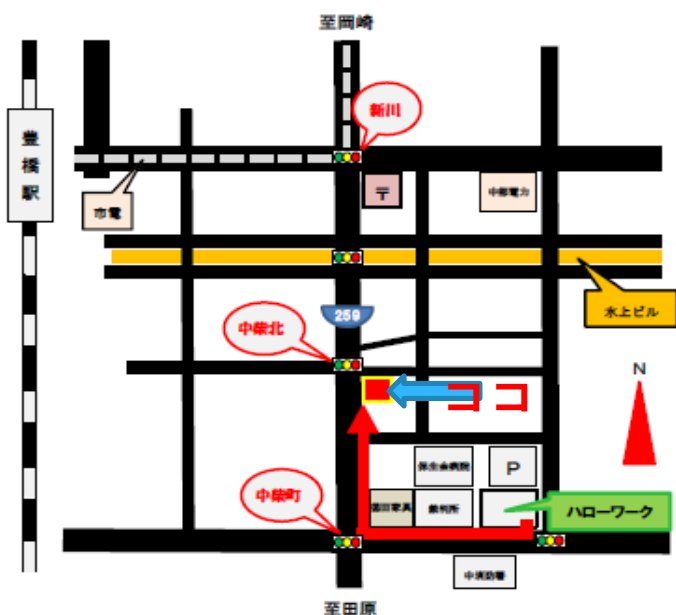 至岡崎
新川
豊橋駅
〒
中部電力
市電
水上ビル
259
中柴北
N
ココ
保生会病院
P
中柴町
裁判所
ハローワーク
中消防署
至田原